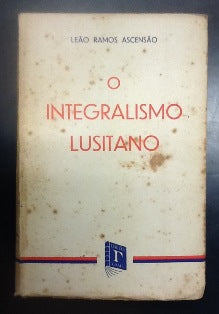 LEÃO RAMOS ASCENSÃO
O
INTEGRALISMO
LUSITANO